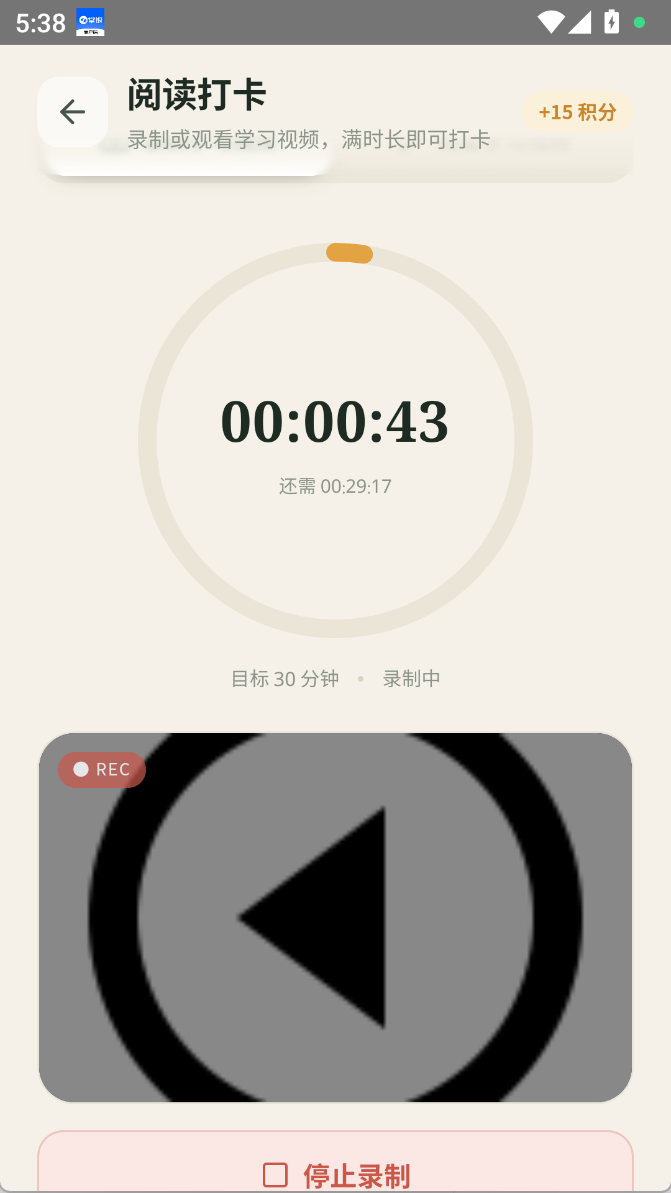 5:38
阅读打卡
录制或观看学习视频，满时长即可打卡
+15 积分
00:00:43
还需 00:29:17
目标 30 分钟 • 录制中
REC
停止录制